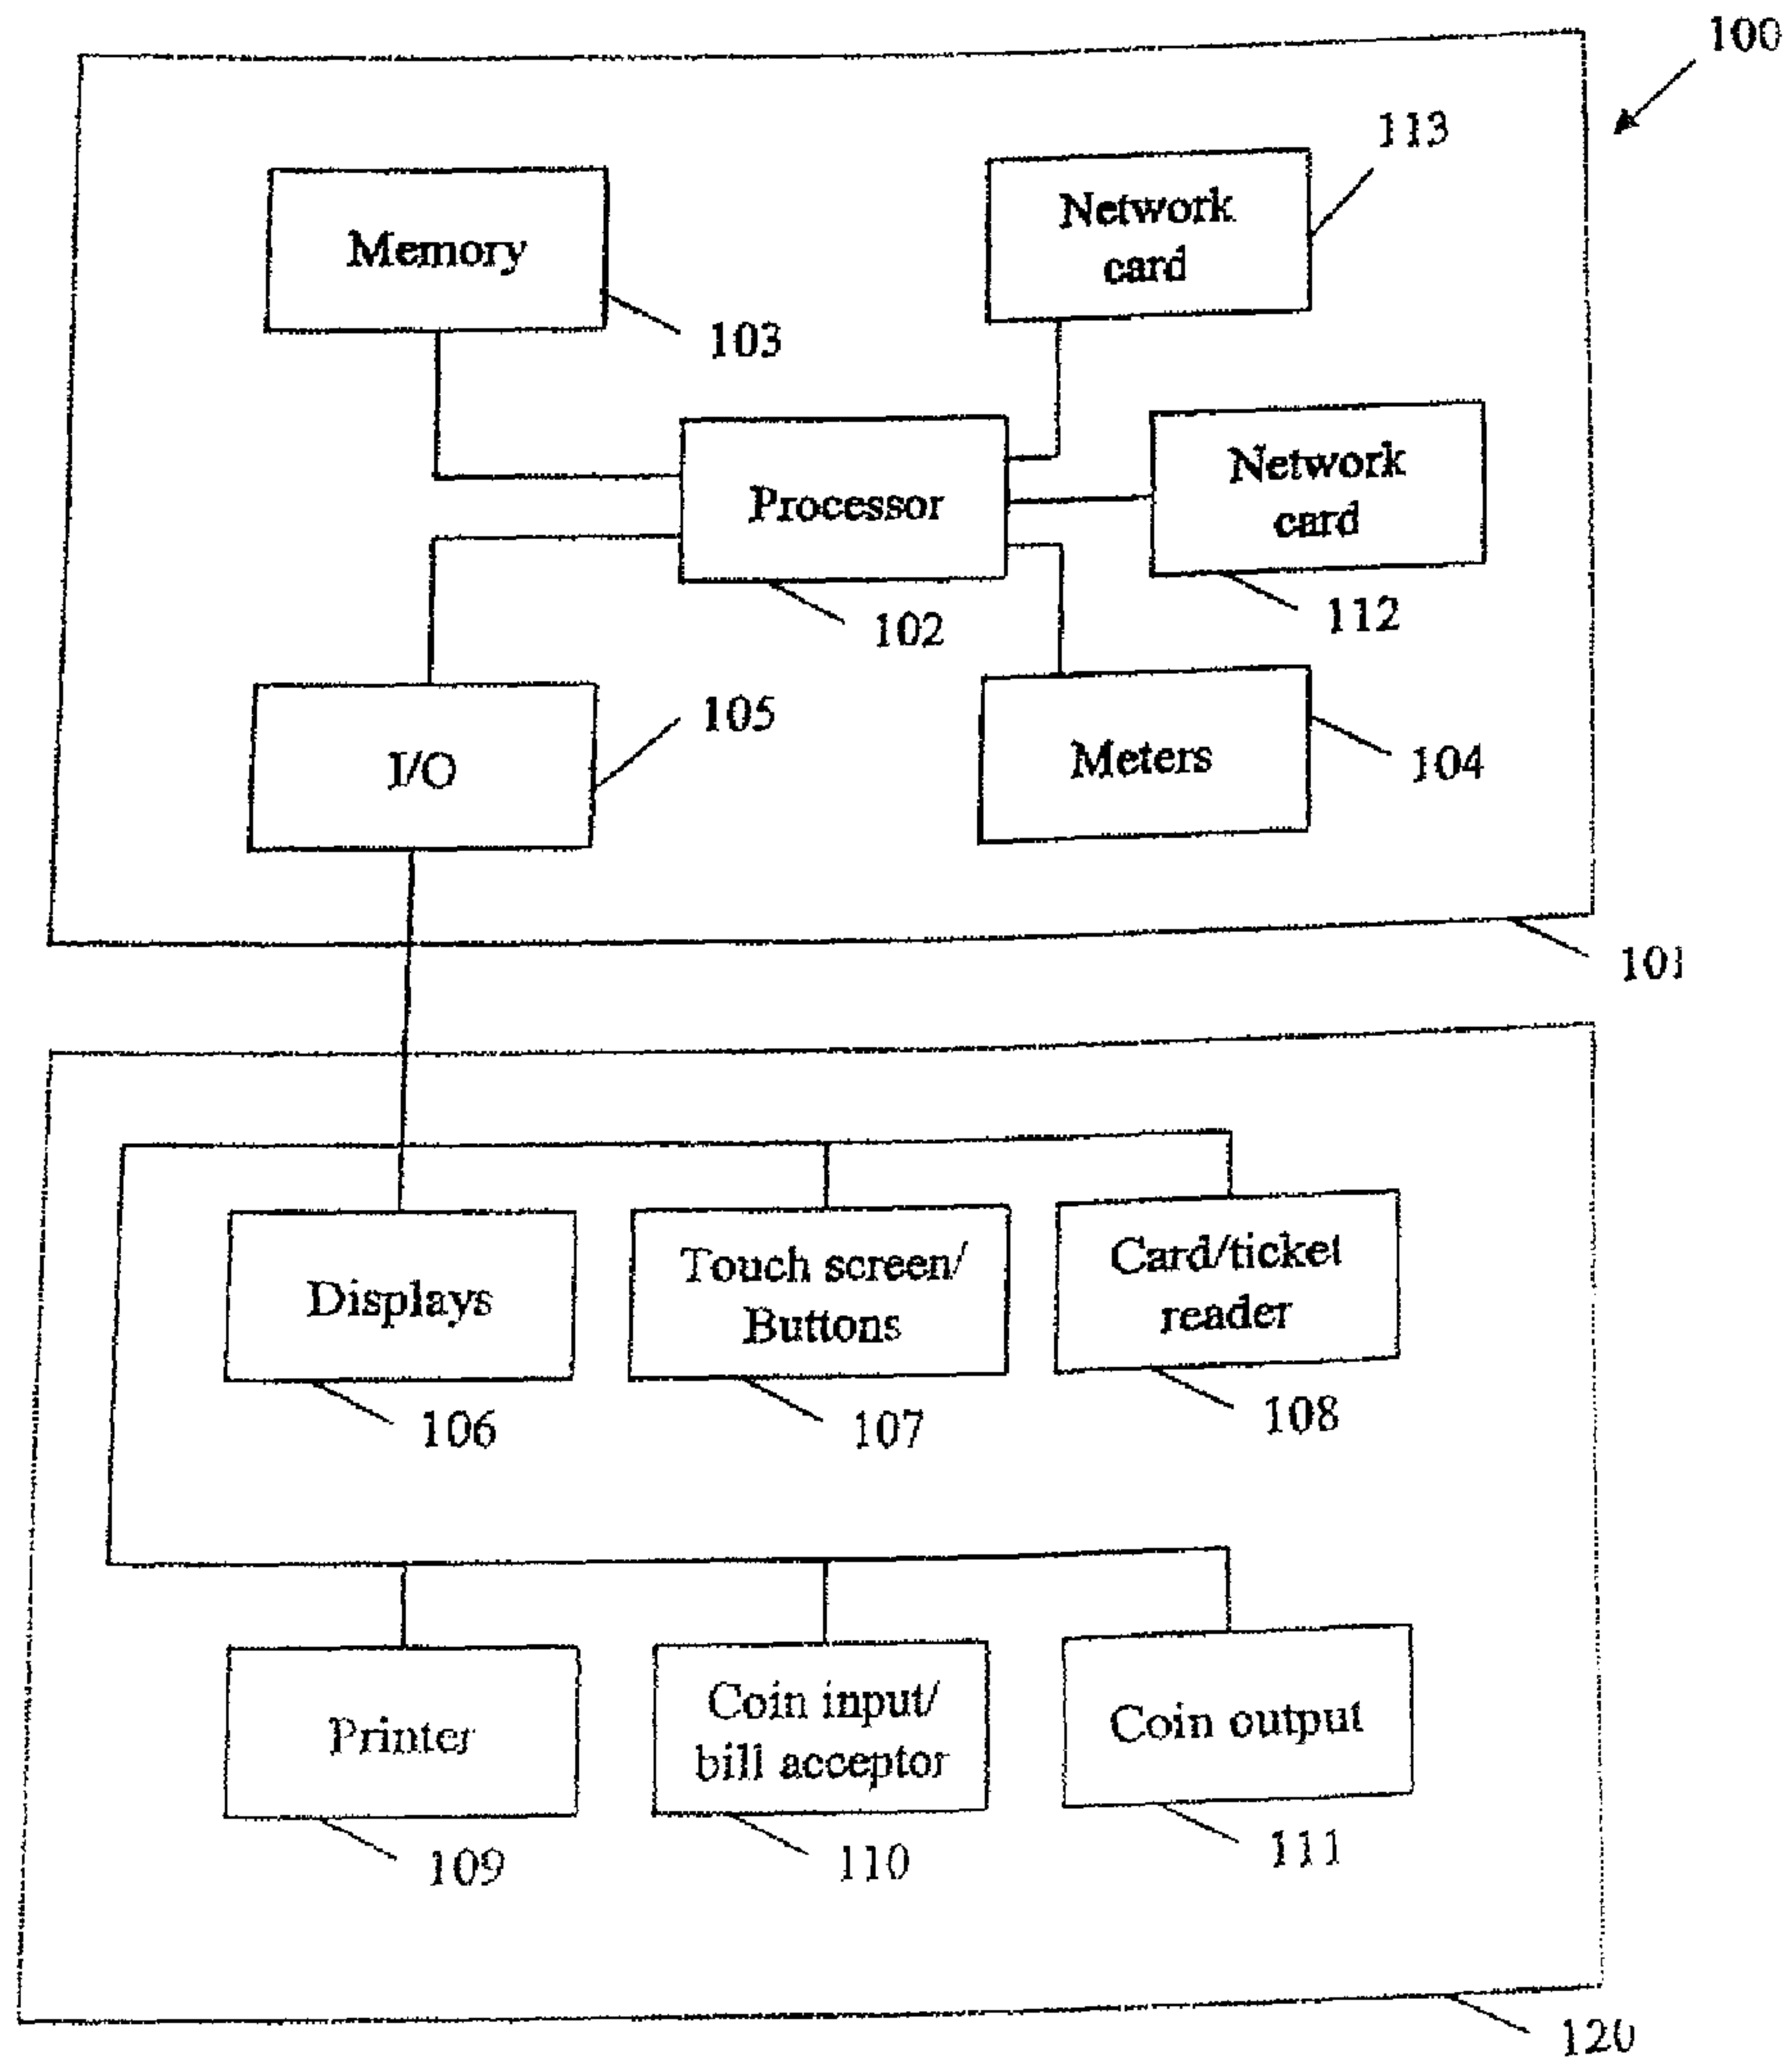 100
113
Memory
Network
card
103
Processor
Network
card
102
112
I/O
105
Meters
104
101
Displays
Touch screen/
Buttons
Card/ticket
reader
106
107
108
Printer
Coin input/
bill acceptor
Coin output
109
110
111
120